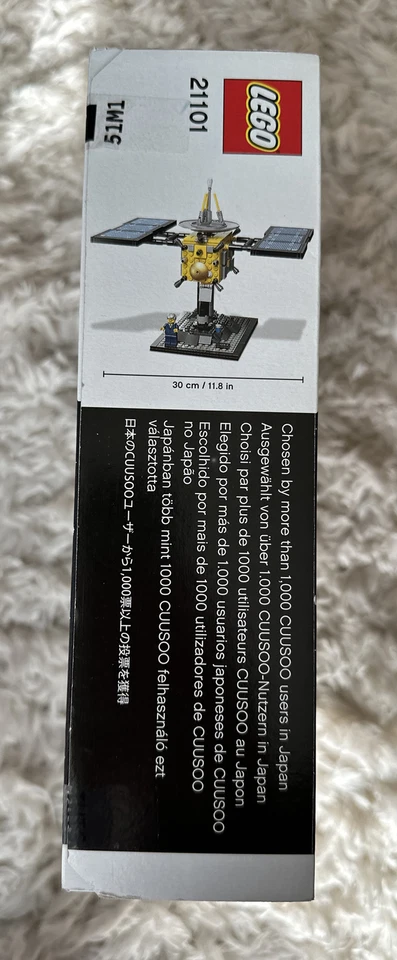 LEGO
21101
51W1
30 cm / 11.8 in
Chosen by more than 1,000 CUUSOO users in Japan
Ausgewählt von über 1.000 CUUSOO-Nutzern in Japan
Choisi par plus de 1000 utilisateurs CUUSOO au Japon
Elegido por más de 1.000 usuarios japoneses de CUUSOO
Escolhido por mais de 1000 utilizadores de CUUSOO
no Japão
Japánban több mint 1000 CUUSOO felhasználó ezt
választotta
日本のCUUSOOユーザーから1,000票以上の投票を獲得